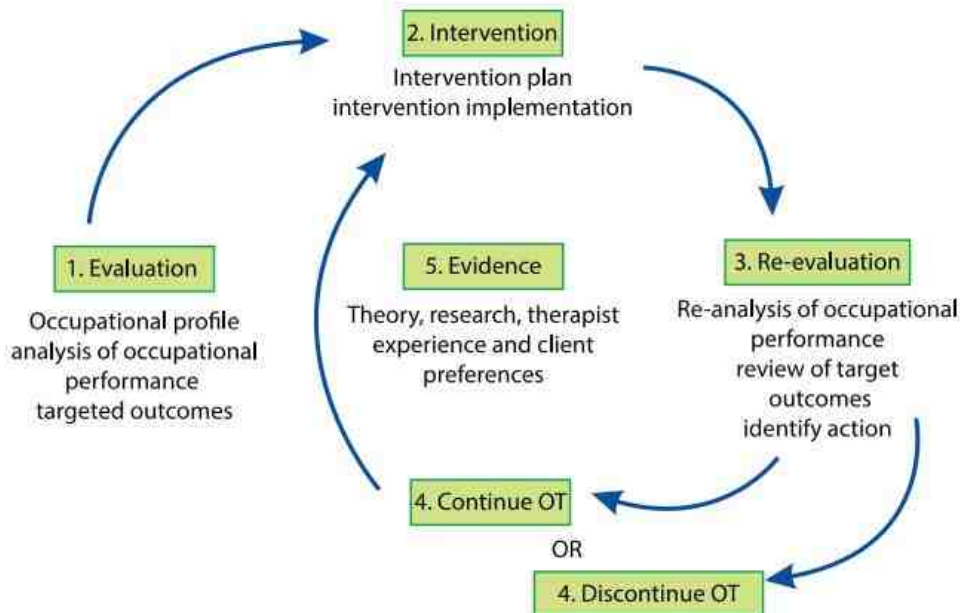 2. Intervention
Intervention plan
intervention implementation
1. Evaluation
Occupational profile
analysis of occupational
performance
targeted outcomes
5. Evidence
Theory, research, therapist
experience and client
preferences
3. Re-evaluation
Re-analysis of occupational
performance
review of target
outcomes
identify action
4. Continue OT
OR
4. Discontinue OT